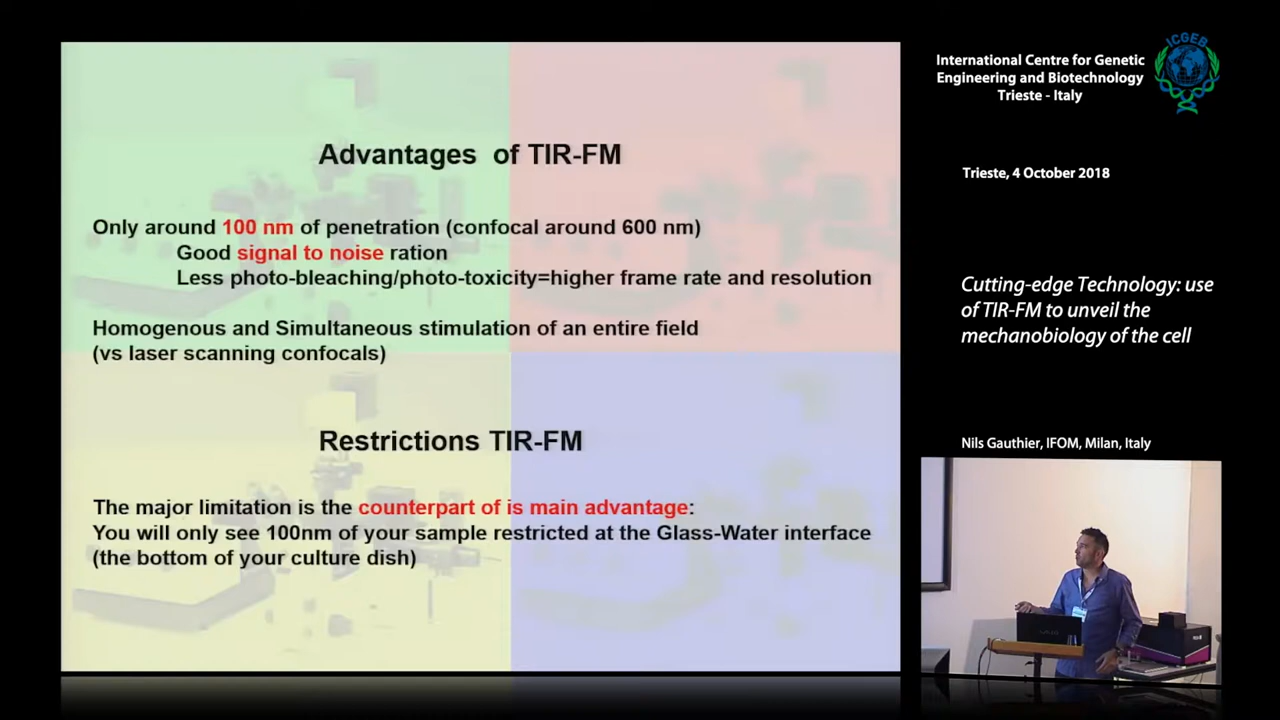 Advantages of TIR-FM
Only around 100 nm of penetration (confocal around 600 nm)
Good signal to noise ration
Less photo-bleaching/photo-toxicity=higher frame rate and resolution
Homogenous and Simultaneous stimulation of an entire field
(vs laser scanning confocals)
Restrictions TIR-FM
The major limitation is the counterpart of is main advantage:
You will only see 100nm of your sample restricted at the Glass-Water interface
(the bottom of your culture dish)
International Centre for Genetic
Engineering and Biotechnology
Trieste - Italy
ICGEB
Trieste, 4 October 2018
Cutting-edge Technology: use
of TIR-FM to unveil the
mechanobiology of the cell
Nils Gauthier, IFOM, Milan, Italy